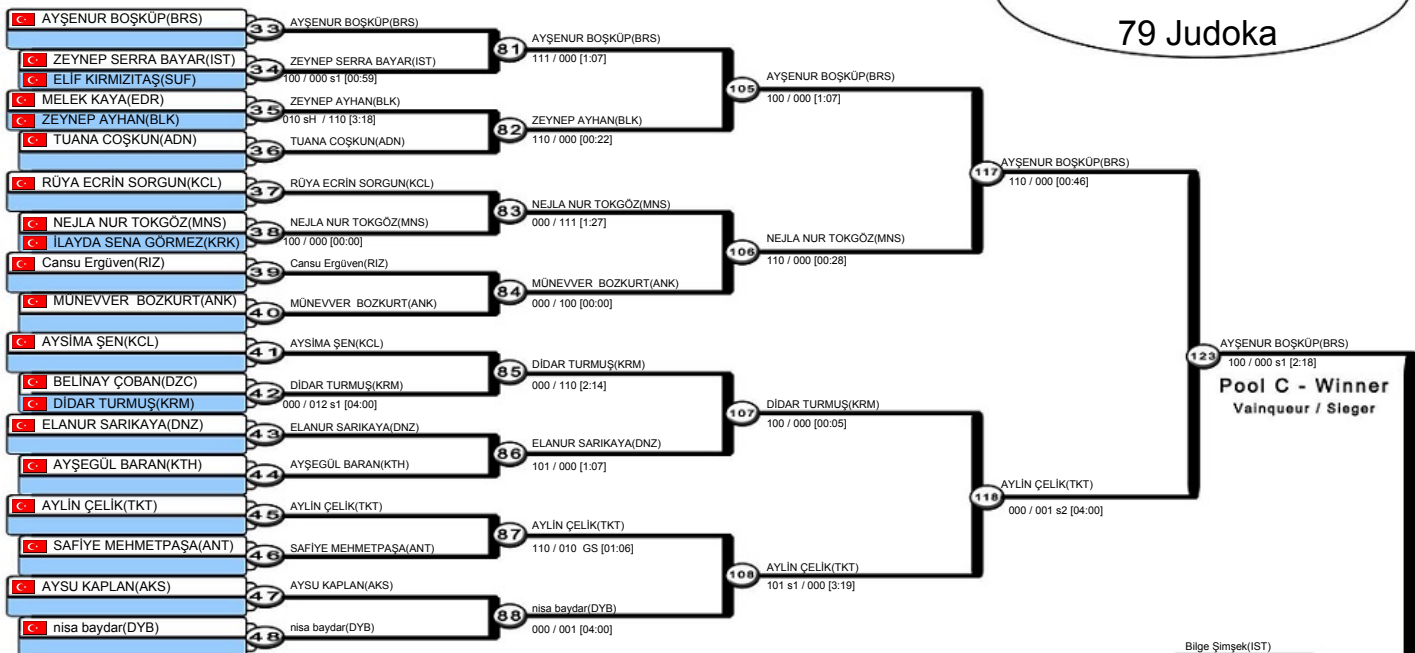 79 Judoka
AYŞENUR BOŞKÜP(BRS)
ZEYNEP SERRA BAYAR(IST)
ELİF KIRMIZITAŞ(SUF)
MELEK KAYA(EDR)
ZEYNEP AYHAN(BLK)
TUANA COŞKUN(ADN)
RÜYA ECRİN SORGUN(KCL)
NEJLA NUR TOKGÖZ(MNS)
İLAYDA SENA GÖRMEZ(KRK)
Cansu Ergüven(RIZ)
MÜNEVVER BOZKURT(ANK)
AYSİMA ŞEN(KCL)
BELİNAY ÇOBAN(DZC)
DİDAR TURMUŞ(KRM)
ELANUR SARIKAYA(DNZ)
AYŞEGÜL BARAN(KTH)
AYLİN ÇELİK(TKT)
SAFİYE MEHMETPAŞA(ANT)
AYSU KAPLAN(AKS)
nisa baydar(DYB)
33 AYŞENUR BOŞKÜP(BRS)
34 ZEYNEP SERRA BAYAR(IST)
100 / 000 s1 [00:59]
35 ZEYNEP AYHAN(BLK)
010 sH / 110 [3:18]
36 TUANA COŞKUN(ADN)
37 RÜYA ECRİN SORGUN(KCL)
38 NEJLA NUR TOKGÖZ(MNS)
100 / 000 [00:00]
39 Cansu Ergüven(RIZ)
40 MÜNEVVER BOZKURT(ANK)
41 AYSİMA ŞEN(KCL)
42 DİDAR TURMUŞ(KRM)
000 / 012 s1 [04:00]
43 ELANUR SARIKAYA(DNZ)
44 AYŞEGÜL BARAN(KTH)
45 AYLİN ÇELİK(TKT)
46 SAFİYE MEHMETPAŞA(ANT)
47 AYSU KAPLAN(AKS)
48 nisa baydar(DYB)
81 AYŞENUR BOŞKÜP(BRS)
111 / 000 [1:07]
82 ZEYNEP AYHAN(BLK)
110 / 000 [00:22]
83 NEJLA NUR TOKGÖZ(MNS)
000 / 111 [1:27]
84 MÜNEVVER BOZKURT(ANK)
000 / 100 [00:00]
85 DİDAR TURMUŞ(KRM)
000 / 110 [2:14]
86 ELANUR SARIKAYA(DNZ)
101 / 000 [1:07]
87 AYLİN ÇELİK(TKT)
110 / 010 GS [01:06]
88 nisa baydar(DYB)
000 / 001 [04:00]
105 AYŞENUR BOŞKÜP(BRS)
100 / 000 [1:07]
106 NEJLA NUR TOKGÖZ(MNS)
110 / 000 [00:28]
107 DİDAR TURMUŞ(KRM)
100 / 000 [00:05]
108 AYLİN ÇELİK(TKT)
101 s1 / 000 [3:19]
117 AYŞENUR BOŞKÜP(BRS)
110 / 000 [00:46]
118 AYLİN ÇELİK(TKT)
000 / 001 s2 [04:00]
123 AYŞENUR BOŞKÜP(BRS)
100 / 000 s1 [2:18]
Pool C - Winner
Vainqueur / Sieger
Bilge Şimşek(IST)